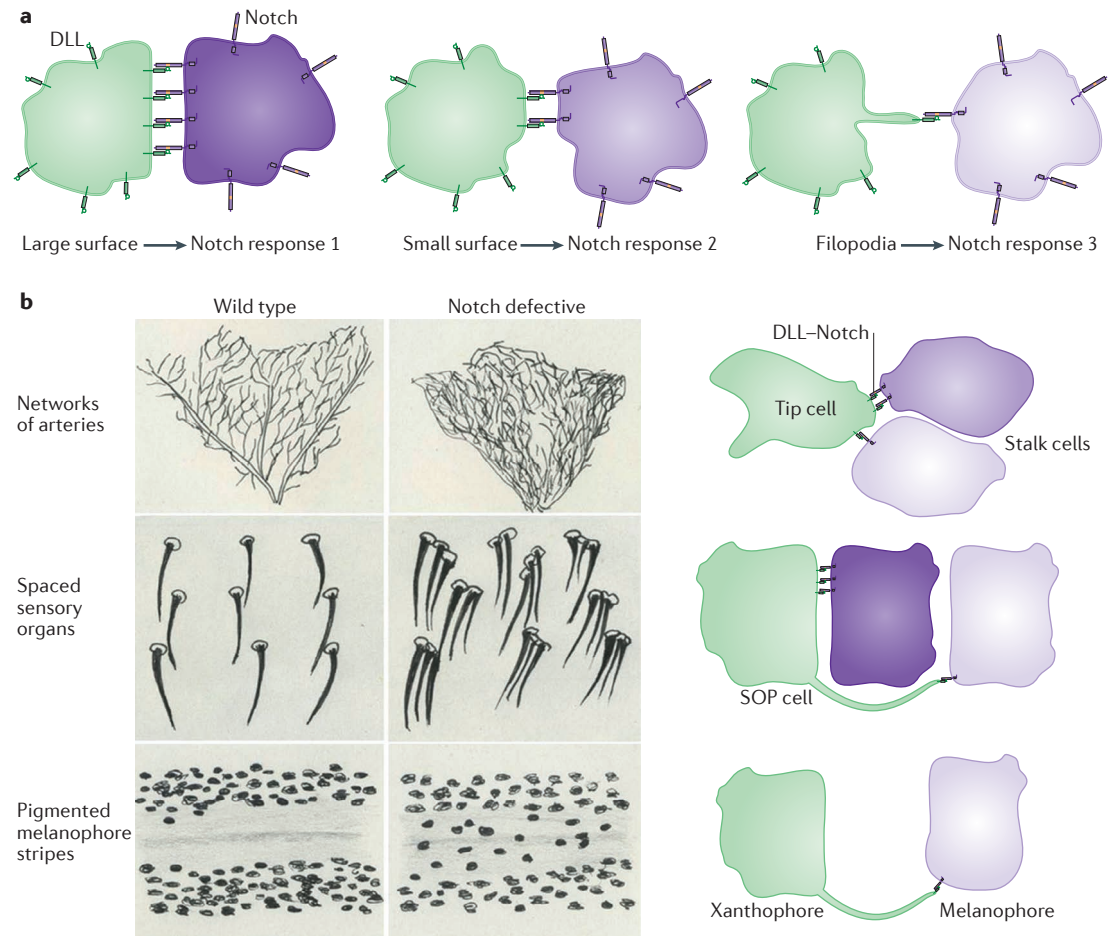 a
DLL
Notch
Large surface → Notch response 1
Small surface → Notch response 2
Filopodia → Notch response 3
b
Wild type
Notch defective
Networks
of arteries
DLL–Notch
Tip cell
Stalk cells
Spaced
sensory
organs
SOP cell
Pigmented
melanophore
stripes
Xanthophore
Melanophore